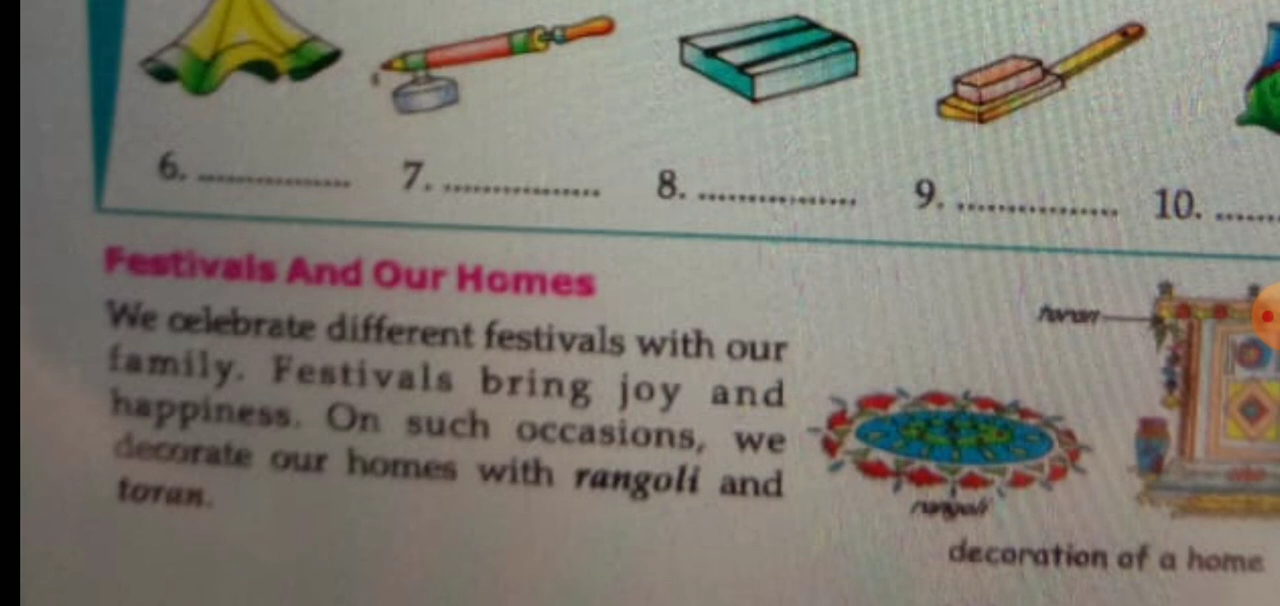 6. ................ 7. ................ 8. ................ 9. ................ 10. ......
Festivals And Our Homes
We celebrate different festivals with our
family. Festivals bring joy and
happiness. On such occasions, we
decorate our homes with rangoli and
toran.
toran
rangoli
decoration of a home